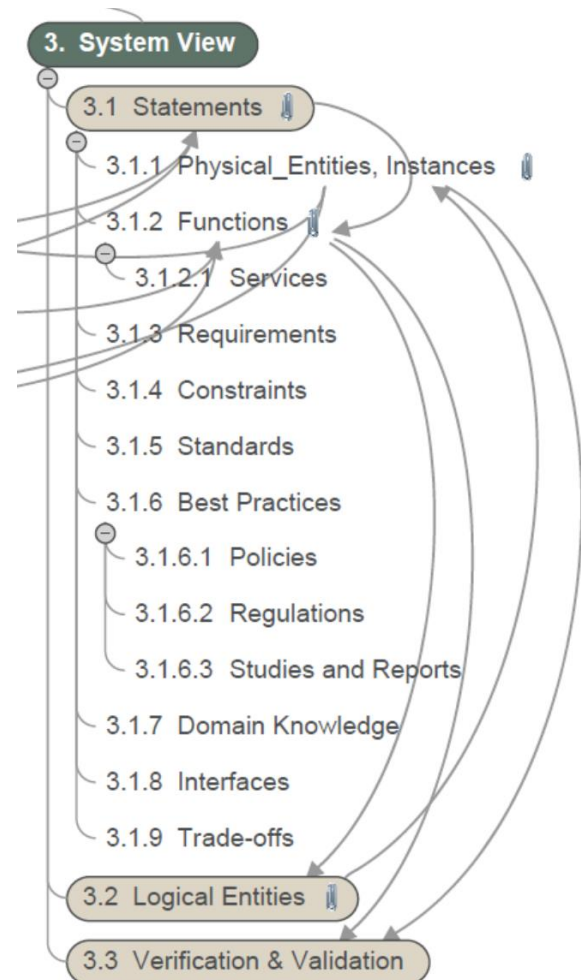 3. System View
3.1 Statements
3.1.1 Physical_Entities, Instances
3.1.2 Functions
3.1.2.1 Services
3.1.3 Requirements
3.1.4 Constraints
3.1.5 Standards
3.1.6 Best Practices
3.1.6.1 Policies
3.1.6.2 Regulations
3.1.6.3 Studies and Reports
3.1.7 Domain Knowledge
3.1.8 Interfaces
3.1.9 Trade-offs
3.2 Logical Entities
3.3 Verification & Validation